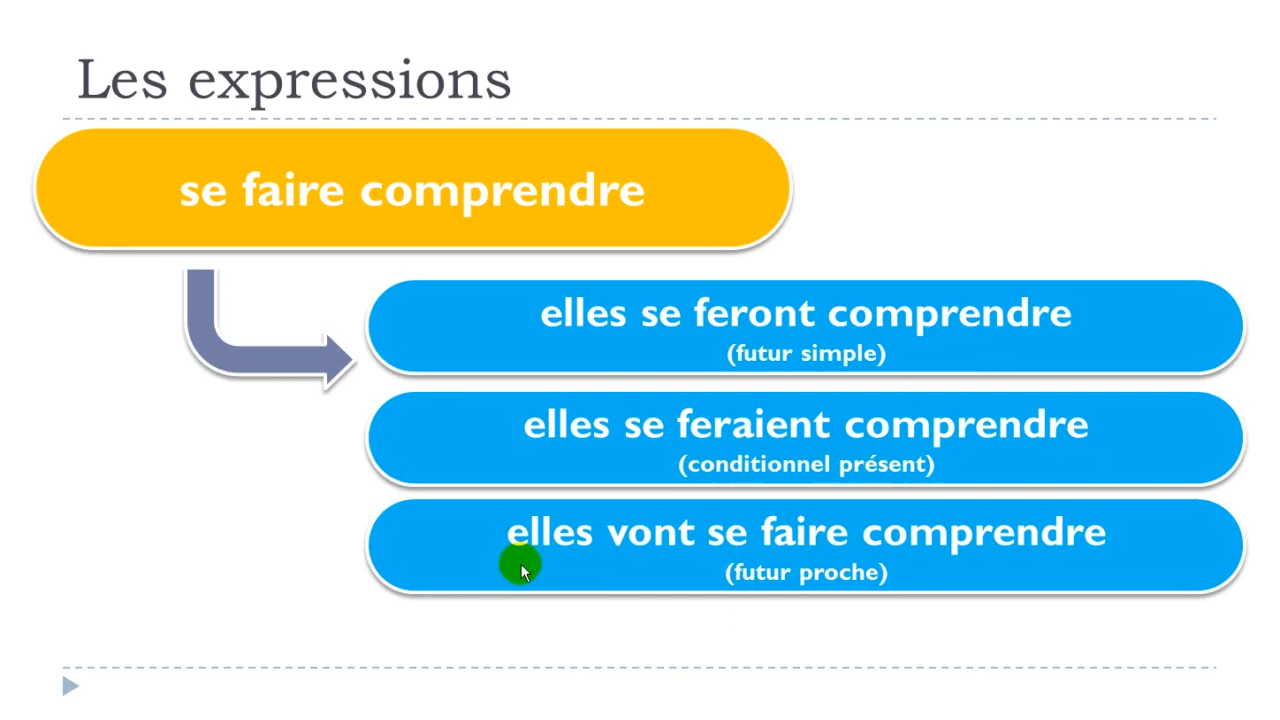 Les expressions
se faire comprendre
elles se feront comprendre
(futur simple)
elles se feraient comprendre
(conditionnel présent)
elles vont se faire comprendre
(futur proche)